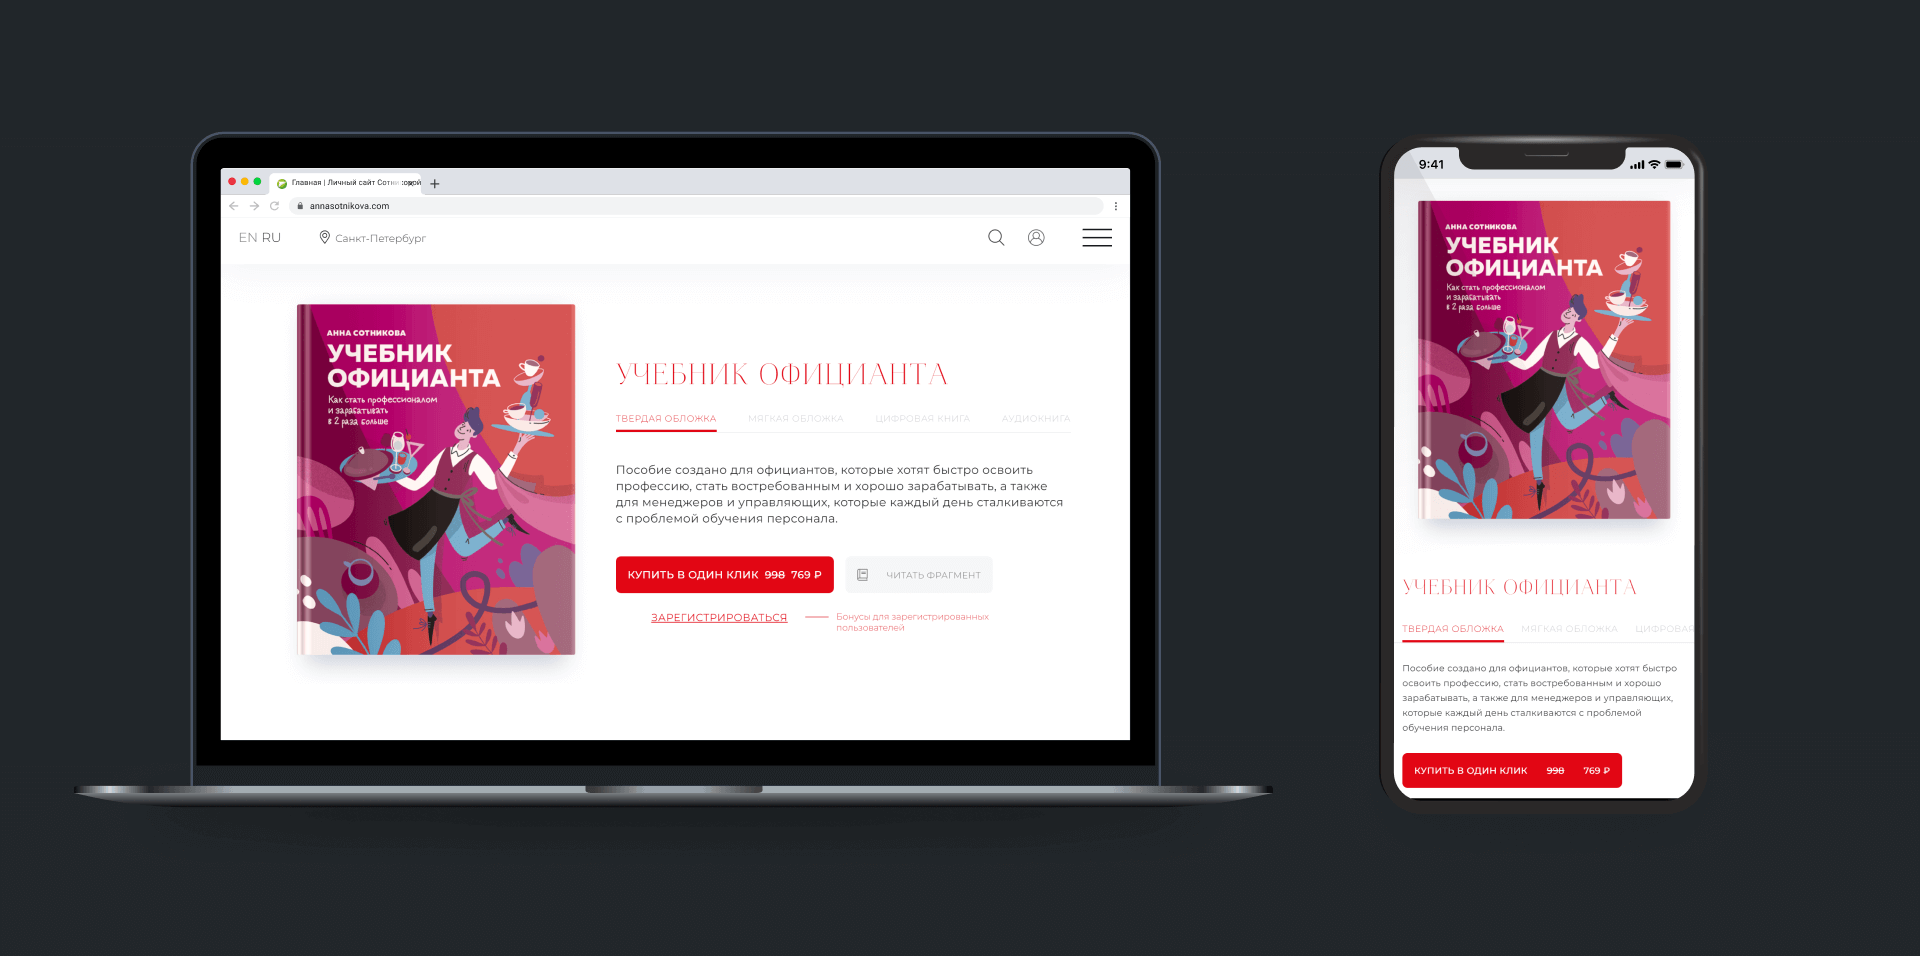 Главная | Личный сайт Сотни
annasotnikova.com
EN RU
Санкт-Петербург
АННА СОТНИКОВА
УЧЕБНИК
ОФИЦИАНТА
Как стать профессионалом
и зарабатывать
в 2 раза больше
УЧЕБНИК ОФИЦИАНТА
ТВЕРДАЯ ОБЛОЖКА МЯГКАЯ ОБЛОЖКА ЦИФРОВАЯ КНИГА АУДИОКНИГА
Пособие создано для официантов, которые хотят быстро освоить
профессию, стать востребованным и хорошо зарабатывать, а также
для менеджеров и управляющих, которые каждый день сталкиваются
с проблемой обучения персонала.
КУПИТЬ В ОДИН КЛИК 998 769 ₽
ЧИТАТЬ ФРАГМЕНТ
ЗАРЕГИСТРИРОВАТЬСЯ
Бонусы для зарегистрированных
пользователей
9:41
АННА СОТНИКОВА
УЧЕБНИК
ОФИЦИАНТА
Как стать профессионалом
и зарабатывать
в 2 раза больше
УЧЕБНИК ОФИЦИАНТА
ТВЕРДАЯ ОБЛОЖКА МЯГКАЯ ОБЛОЖКА ЦИФРОВАЯ
Пособие создано для официантов, которые хотят быстро
освоить профессию, стать востребованным и хорошо
зарабатывать, а также для менеджеров и управляющих,
которые каждый день сталкиваются с проблемой
обучения персонала.
КУПИТЬ В ОДИН КЛИК 998 769 ₽